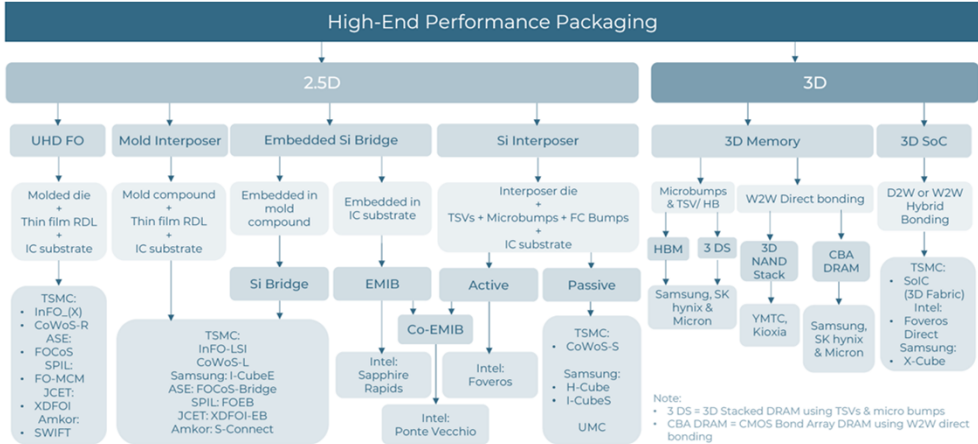 High-End Performance Packaging
2.5D
3D
UHD FO
Mold Interposer
Embedded Si Bridge
Si Interposer
3D Memory
3D SoC
Molded die
+
Thin film RDL
+
IC substrate
Mold compound
+
Thin film RDL
+
IC substrate
Embedded in
mold
compound
Embedded in
IC substrate
Interposer die
+
TSVs + Microbumps + FC Bumps
+
IC substrate
Microbumps
& TSV/ HB
W2W Direct bonding
D2W or W2W
Hybrid
Bonding
HBM
3 DS
3D
NAND
Stack
CBA
DRAM
Si Bridge
EMIB
Active
Passive
Co-EMIB
TSMC:
• InFO_(X)
• CoWoS-R
ASE:
• FOCoS
SPIL:
• FO-MCM
JCET:
• XDFOI
Amkor:
• SWIFT
TSMC:
InFO-LSI
CoWoS-L
Samsung: I-CubeE
ASE: FOCoS-Bridge
SPIL: FOEB
JCET: XDFOI-EB
Amkor: S-Connect
Intel:
Sapphire
Rapids
Intel:
Ponte Vecchio
Intel:
Foveros
TSMC:
• CoWoS-S
Samsung:
• H-Cube
• I-CubeS
UMC
Samsung, SK
hynix &
Micron
YMTC,
Kioxia
Samsung,
SK hynix
& Micron
TSMC:
• SoIC
(3D Fabric)
Intel:
• Foveros
Direct
Samsung:
• X-Cube
Note:
• 3 DS = 3D Stacked DRAM using TSVs & micro bumps
• CBA DRAM = CMOS Bond Array DRAM using W2W direct
bonding